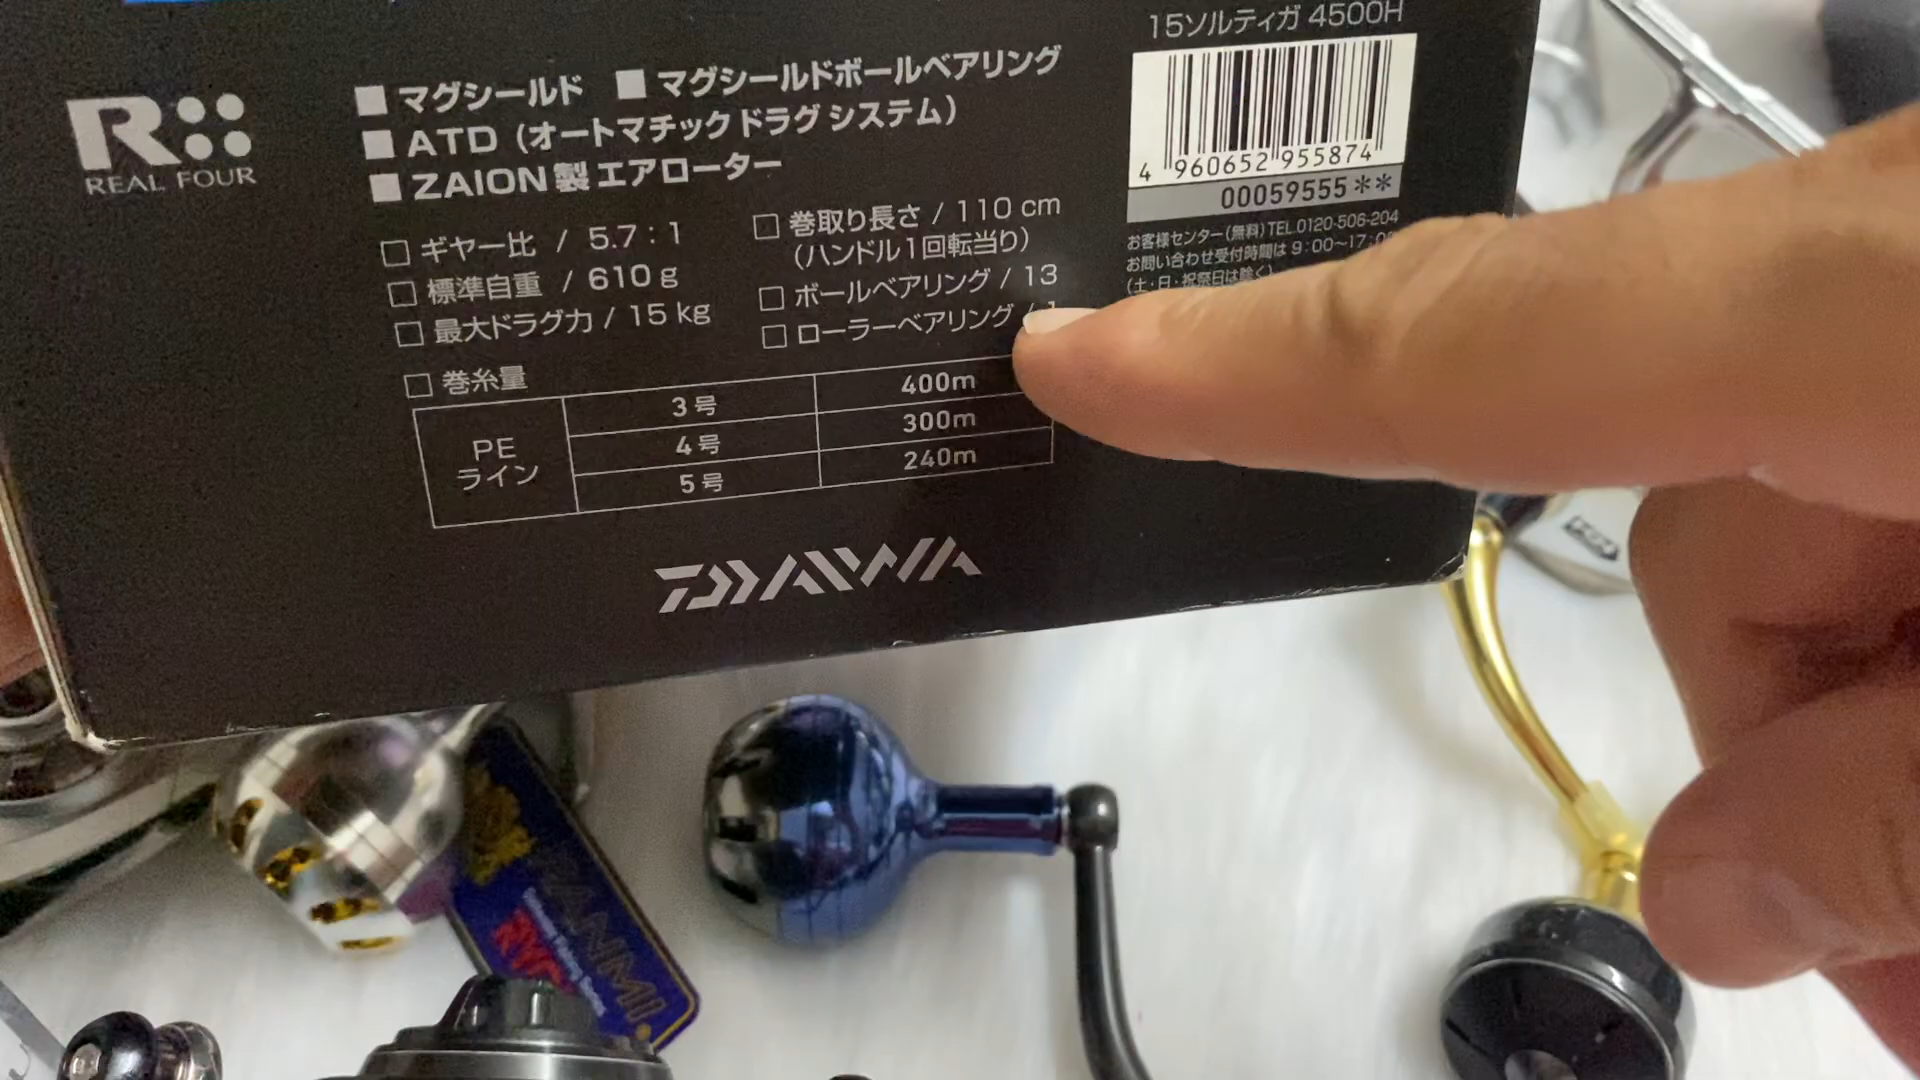 15ソルティガ 4500H
R
REAL FOUR
■ マグシールド ■ マグシールドボールベアリング
■ ATD（オートマチックドラグシステム）
■ ZAION製エアローター
4 960652 955874
00059555**
お客様センター(無料)TEL.0120-506-204
お問い合わせ受付時間は9:00～17:00
(土・日・祝祭日は除く)
□ ギヤー比 / 5.7：1
□ 標準自重 / 610 g
□ 最大ドラグ力 / 15 kg
□ 巻取り長さ / 110 cm
（ハンドル1回転当り）
□ ボールベアリング / 13
□ ローラーベアリング / 1
□ 巻糸量
PE
ライン
3号 400m
4号 300m
5号 240m
DAIWA